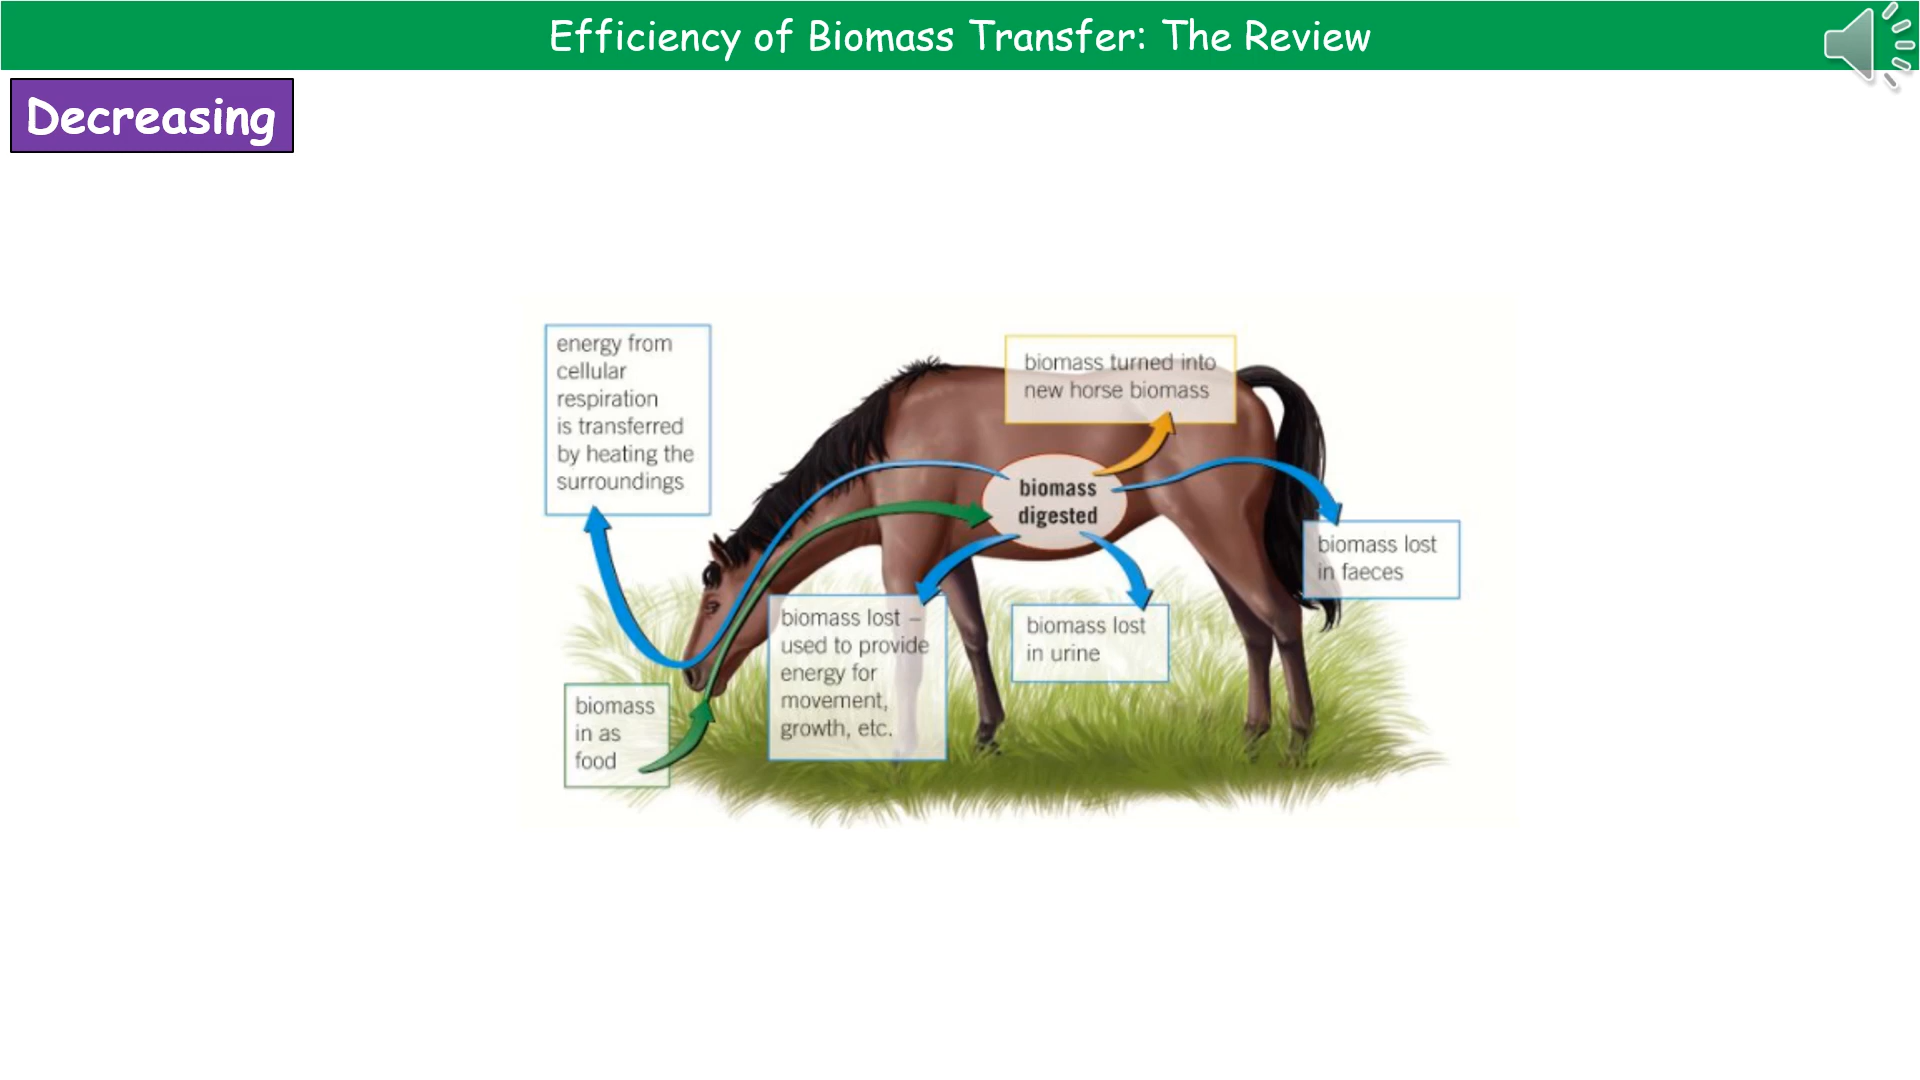 Efficiency of Biomass Transfer: The Review
Decreasing
energy from
cellular
respiration
is transferred
by heating the
surroundings
biomass turned into
new horse biomass
biomass
digested
biomass lost
in faeces
biomass lost –
used to provide
energy for
movement,
growth, etc.
biomass lost
in urine
biomass
in as
food